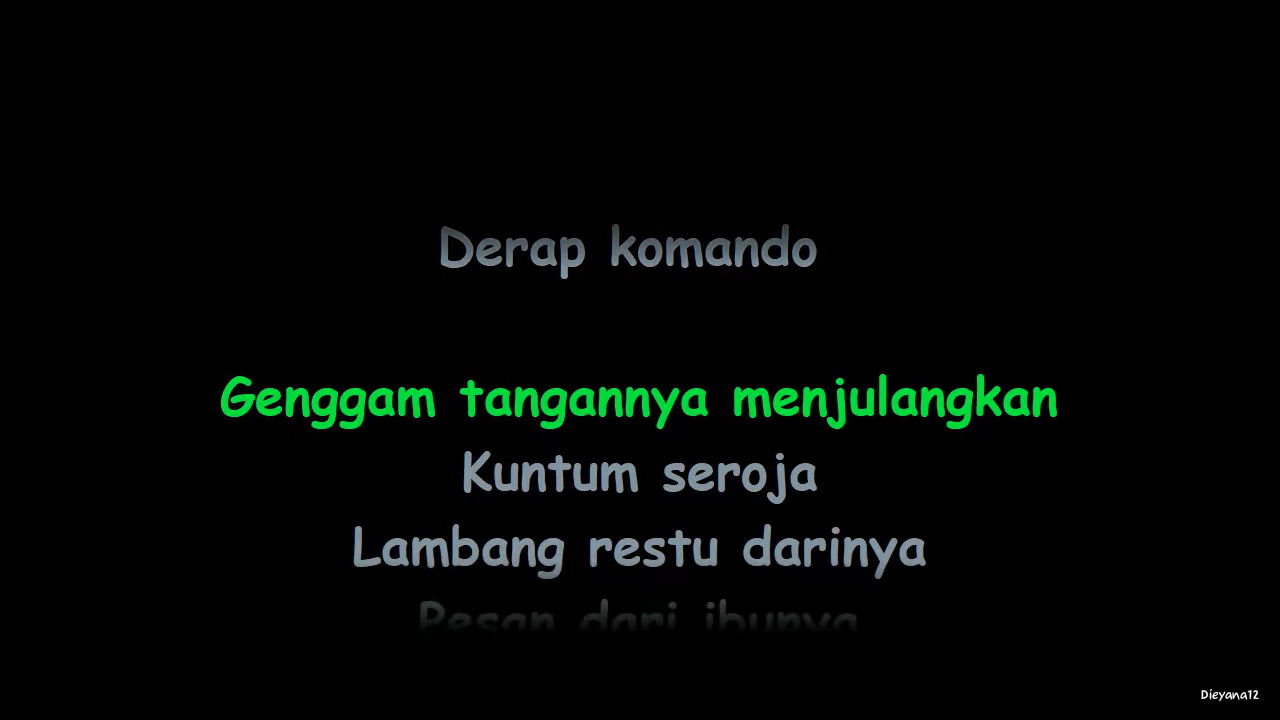 Derap komando
Genggam tangannya menjulangkan
Kuntum seroja
Lambang restu darinya
Pesan dari ibunya
Dieyana12